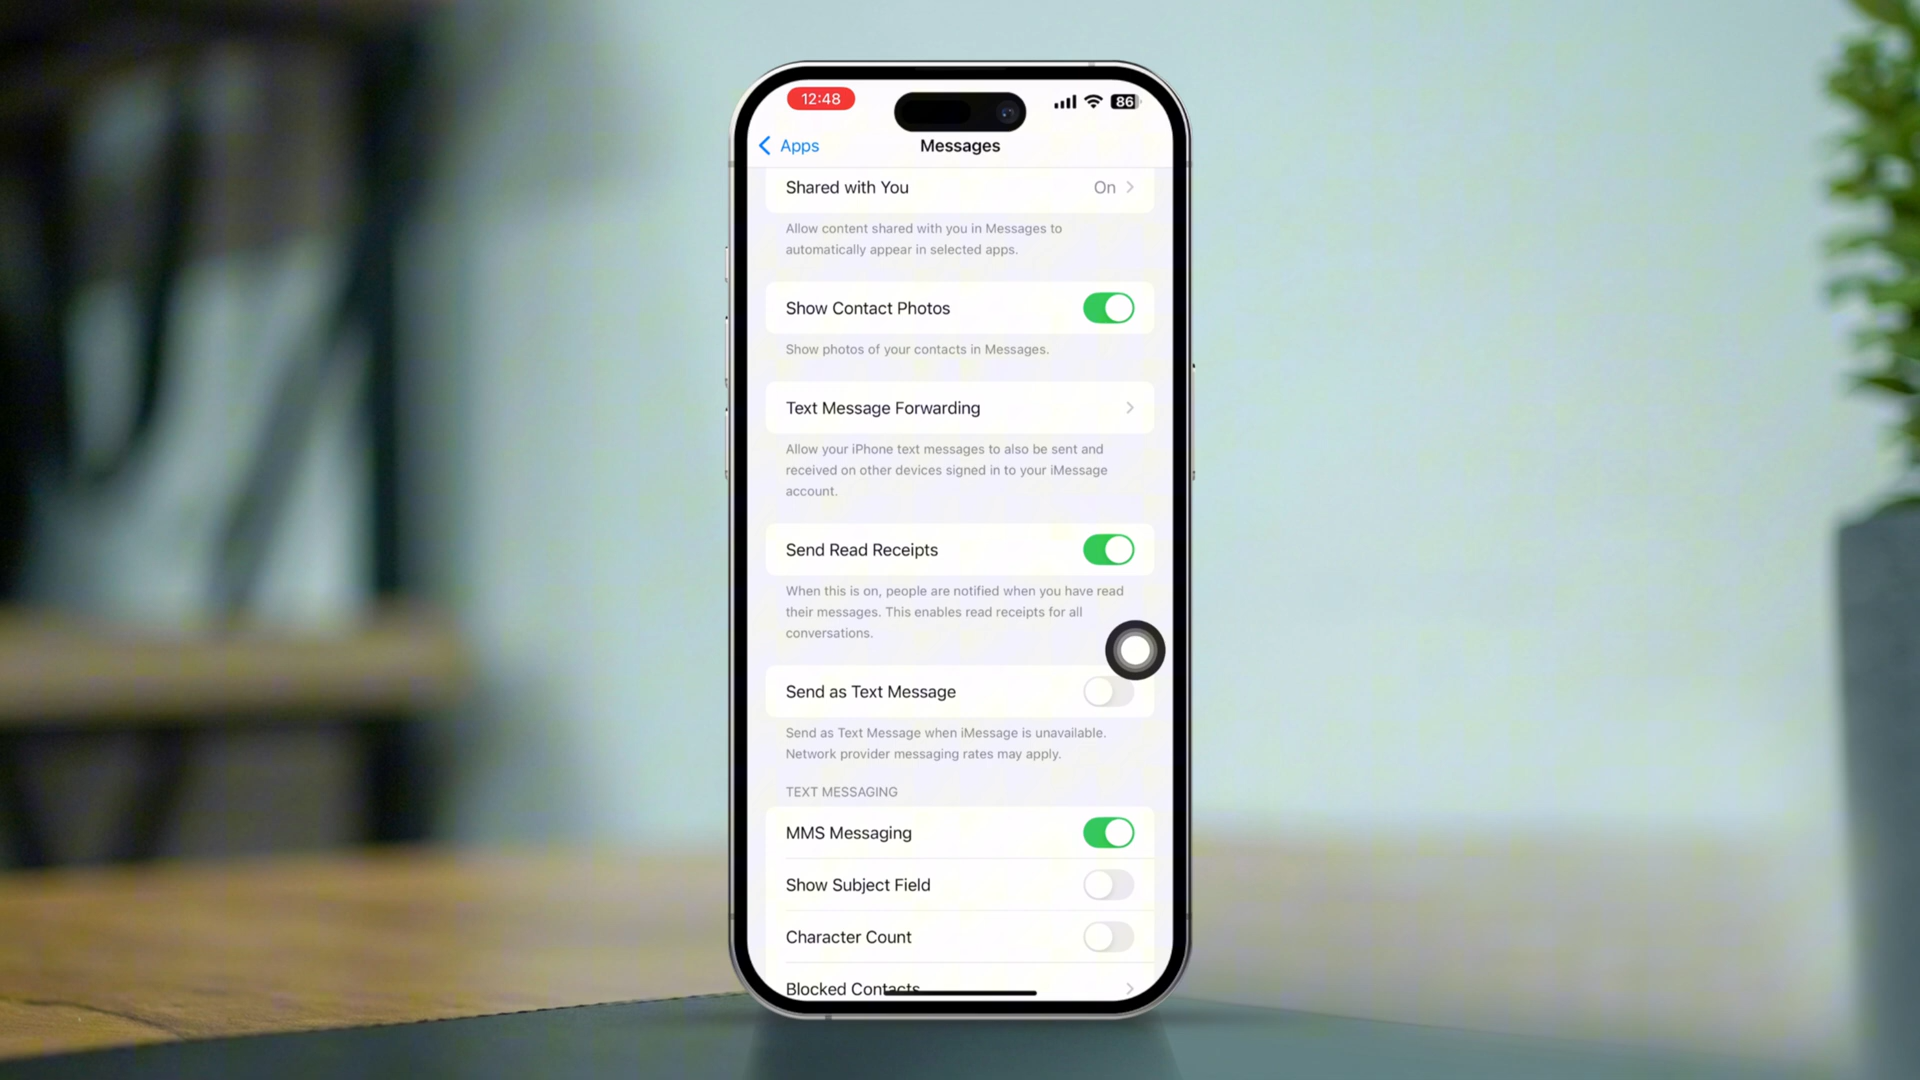 12:48
86
Apps
Messages
Shared with You
On
Allow content shared with you in Messages to
automatically appear in selected apps.
Show Contact Photos
Show photos of your contacts in Messages.
Text Message Forwarding
Allow your iPhone text messages to also be sent and
received on other devices signed in to your iMessage
account.
Send Read Receipts
When this is on, people are notified when you have read
their messages. This enables read receipts for all
conversations.
Send as Text Message
Send as Text Message when iMessage is unavailable.
Network provider messaging rates may apply.
TEXT MESSAGING
MMS Messaging
Show Subject Field
Character Count
Blocked Contacts